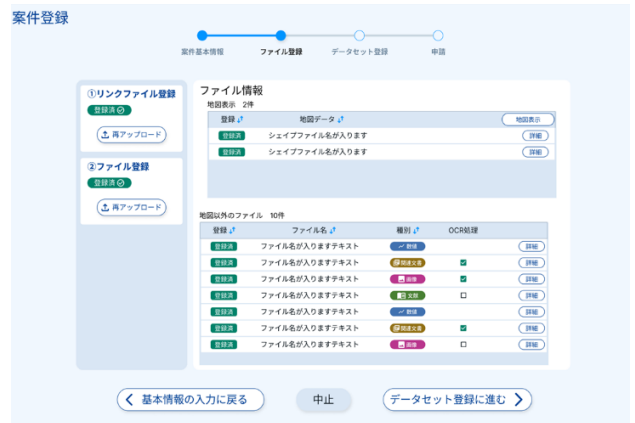 案件登録
案件基本情報 ファイル登録 データセット登録 申請
①リンクファイル登録
登録済
再アップロード
②ファイル登録
登録済
再アップロード
ファイル情報
地図表示 2件
登録 地図データ 地図表示
登録済 シェイプファイル名が入ります 詳細
登録済 シェイプファイル名が入ります 詳細
地図以外のファイル 10件
登録 ファイル名 種別 OCR処理
登録済 ファイル名が入りますテキスト 数値 詳細
登録済 ファイル名が入りますテキスト 関連文書 詳細
登録済 ファイル名が入りますテキスト 画像 詳細
登録済 ファイル名が入りますテキスト 文献 詳細
登録済 ファイル名が入りますテキスト 数値 詳細
登録済 ファイル名が入りますテキスト 関連文書 詳細
登録済 ファイル名が入りますテキスト 画像 詳細
基本情報の入力に戻る 中止 データセット登録に進む